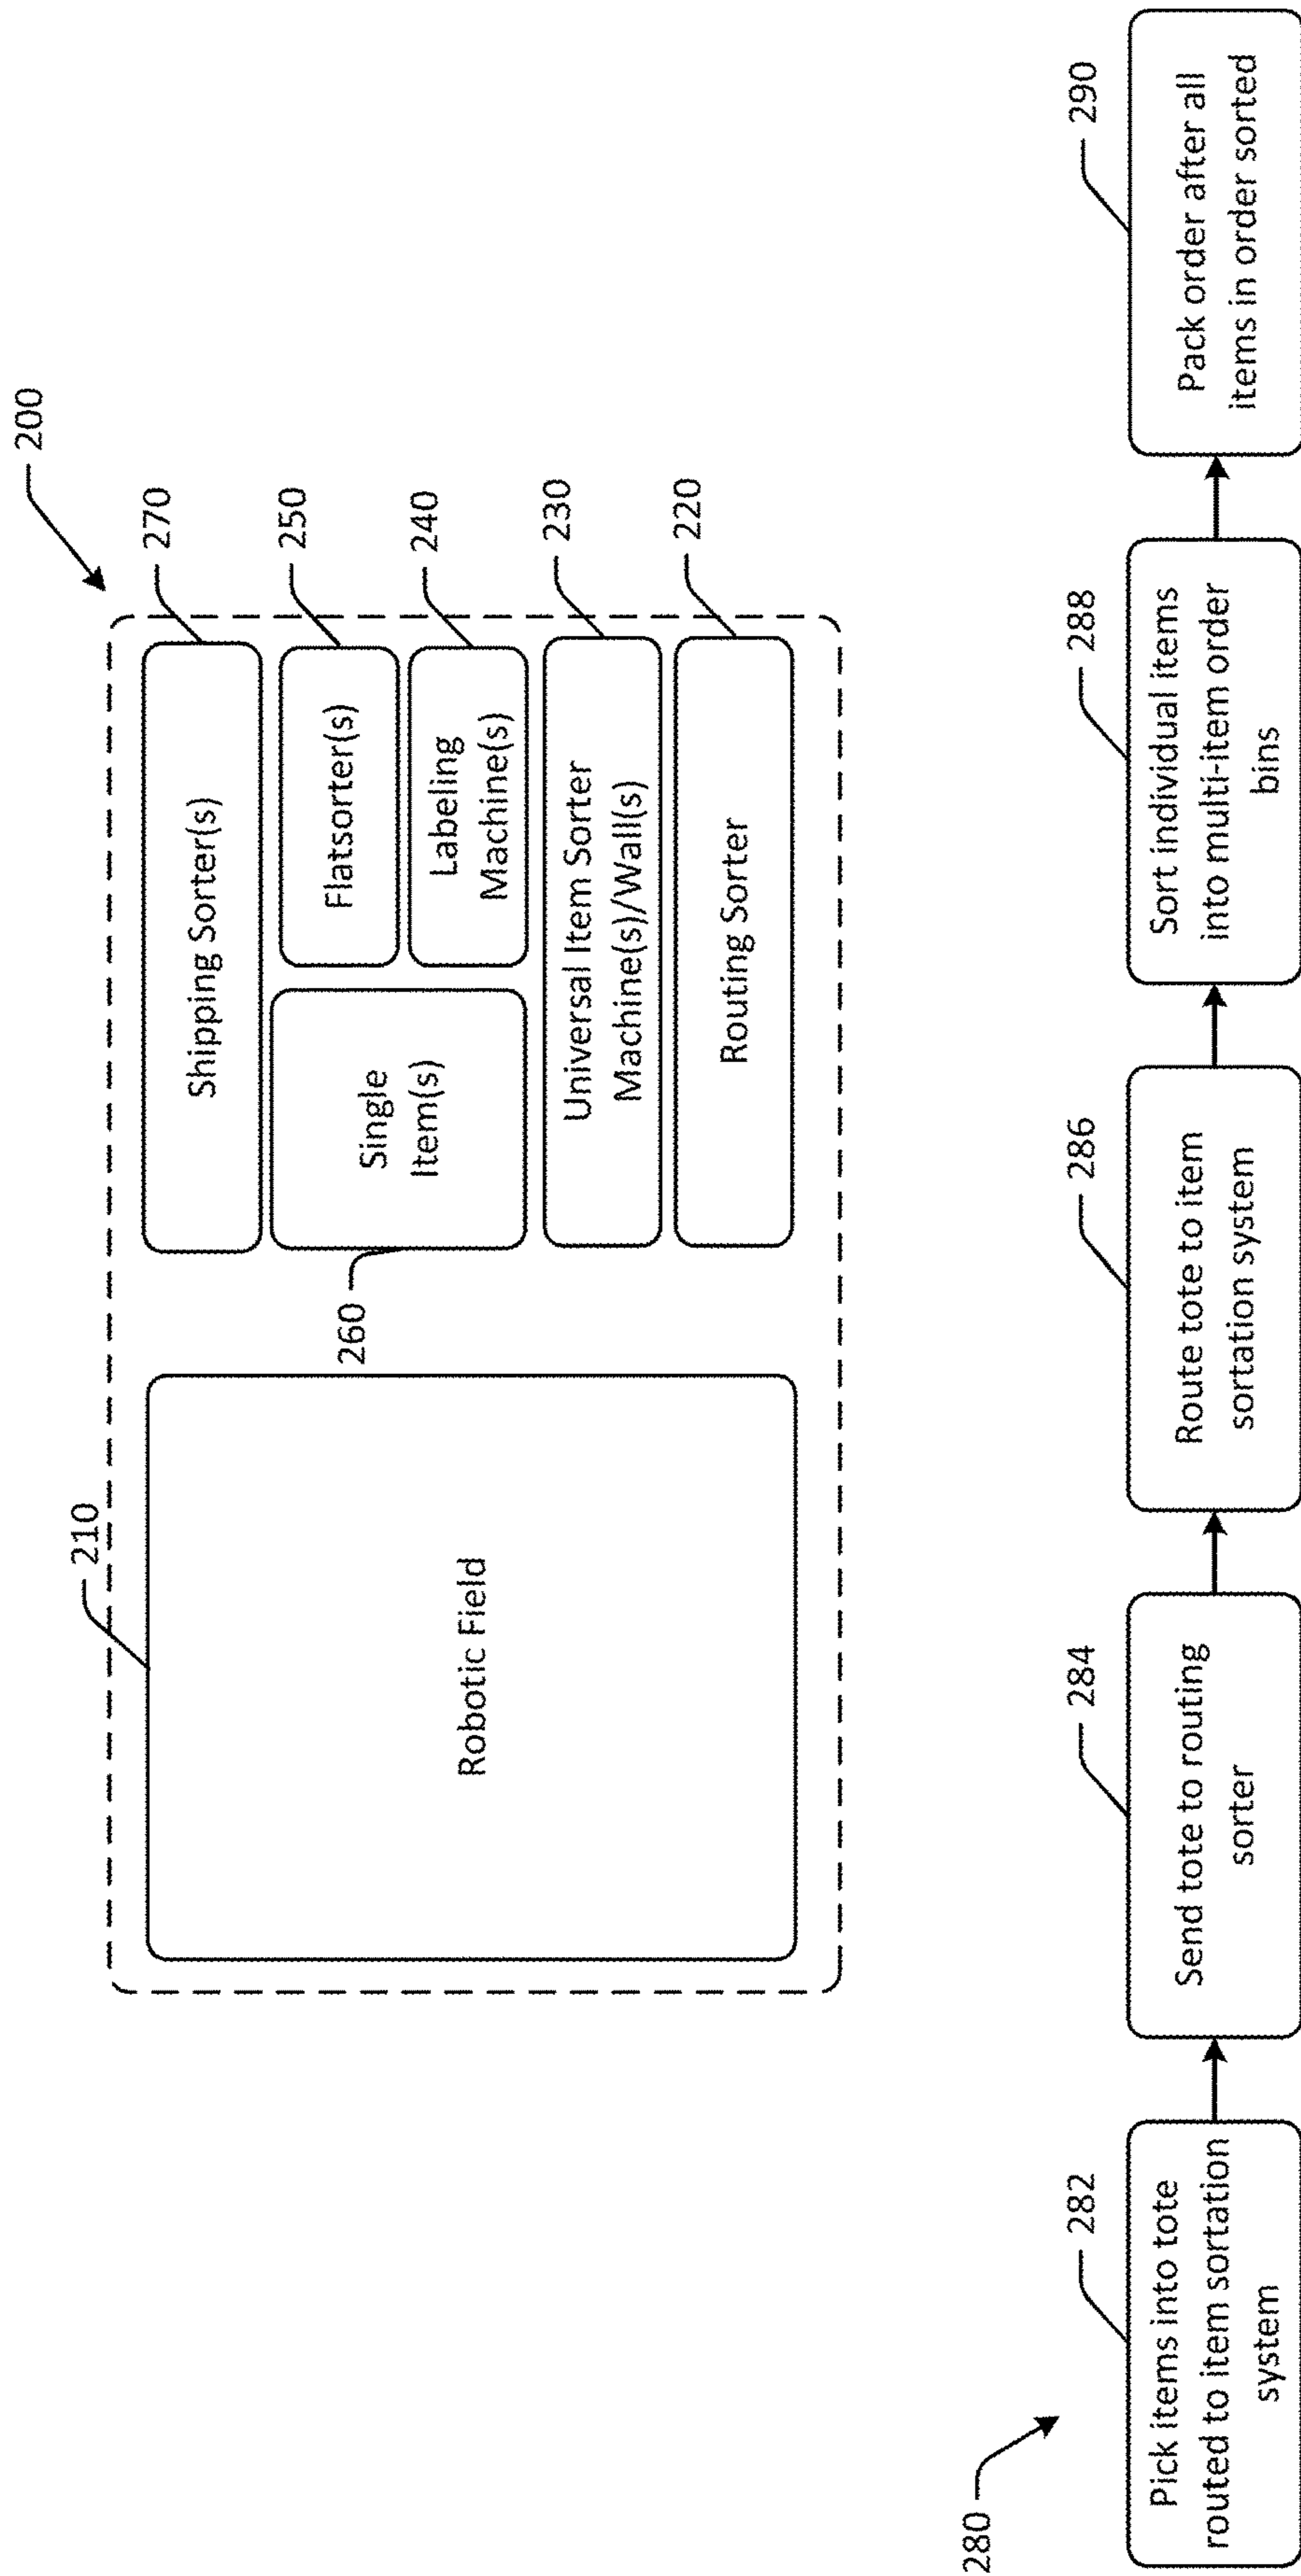 200
210
Robotic Field
Shipping Sorter(s)
270
Single
Item(s)
260
Flatsorter(s)
250
Labeling
Machine(s)
240
Universal Item Sorter
Machine(s)/Wall(s)
230
Routing Sorter
220
280
282
Pick items into tote
routed to item sortation
system
284
Send tote to routing
sorter
286
Route tote to item
sortation system
288
Sort individual items
into multi-item order
bins
290
Pack order after all
items in order sorted